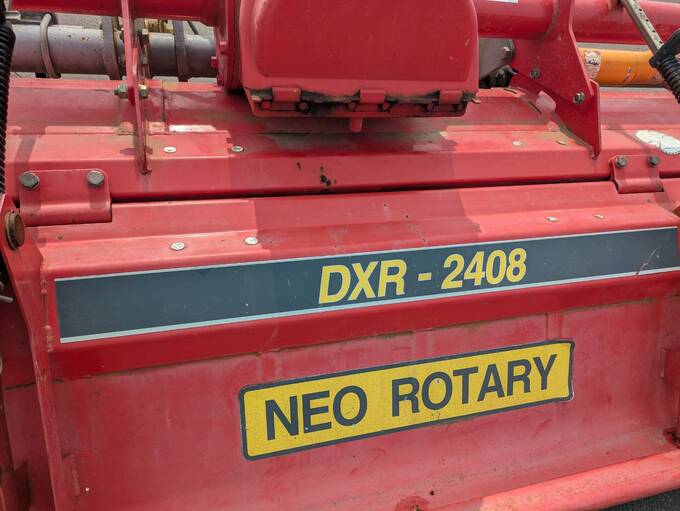 DXR - 2408
NEO ROTARY